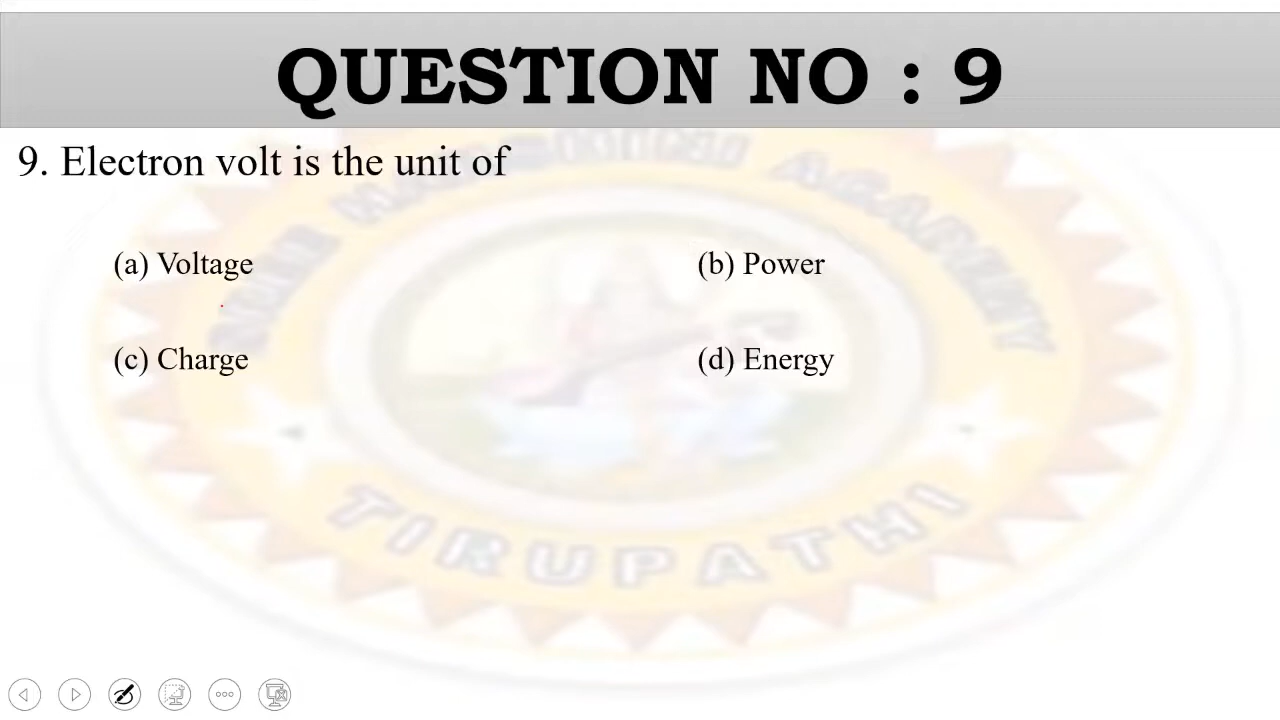 QUESTION NO : 9
9. Electron volt is the unit of
(a) Voltage
(b) Power
(c) Charge
(d) Energy
TIRUPATHI